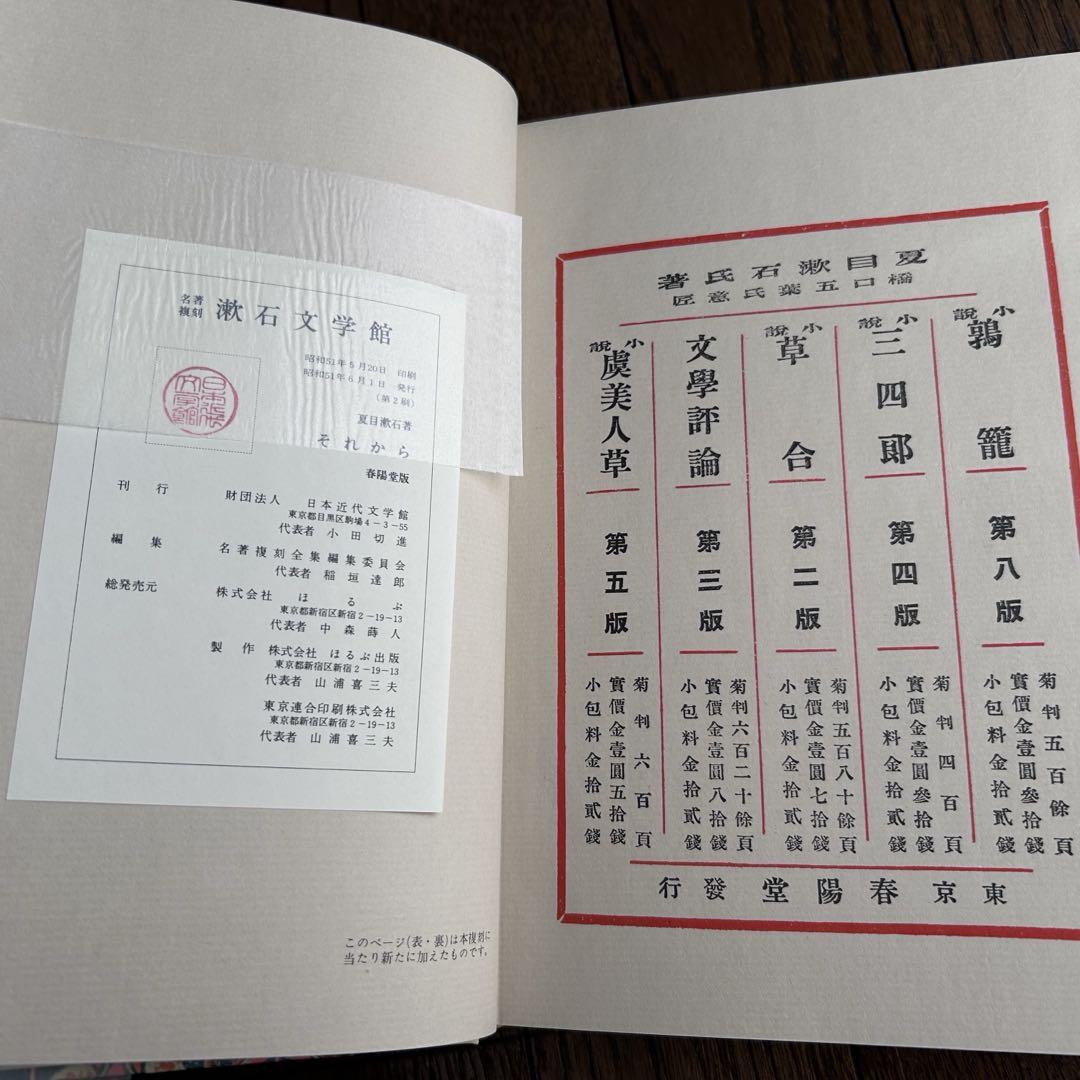 名著
複刻
漱石文学館
昭和51年5月20日 印刷
昭和51年6月1日 発行
(第2刷)
夏目漱石著
それから
春陽堂版
刊行 財団法人 日本近代文学館
東京都目黒区駒場4-3-55
代表者 小田切進
編集 名著複刻全集編集委員会
代表者 稲垣達郎
総発売元 株式会社 ほるぷ
東京都新宿区新宿2-19-13
代表者 中森蒔人
製作 株式会社 ほるぷ出版
東京都新宿区新宿2-19-13
代表者 山浦喜三夫
東京連合印刷株式会社
東京都新宿区新宿2-19-13
代表者 山浦喜三夫
このページ(表・裏)は本複刻に
当たり新たに加えたものです。
夏目漱石氏著
橋口五葉氏意匠
小説
鶉籠
第八版
菊判五百餘頁
實價金壹圓參拾錢
小包料金拾貳錢
小説
三四郎
第四版
菊判四百頁
實價金壹圓參拾錢
小包料金拾貳錢
小説
草合
第二版
菊判五百八十餘頁
實價金壹圓七拾錢
小包料金拾貳錢
文學評論
第三版
菊判六百二十餘頁
實價金壹圓八拾錢
小包料金拾貳錢
小説
虞美人草
第五版
菊判六百頁
實價金壹圓五拾錢
小包料金拾貳錢
東京春陽堂發行